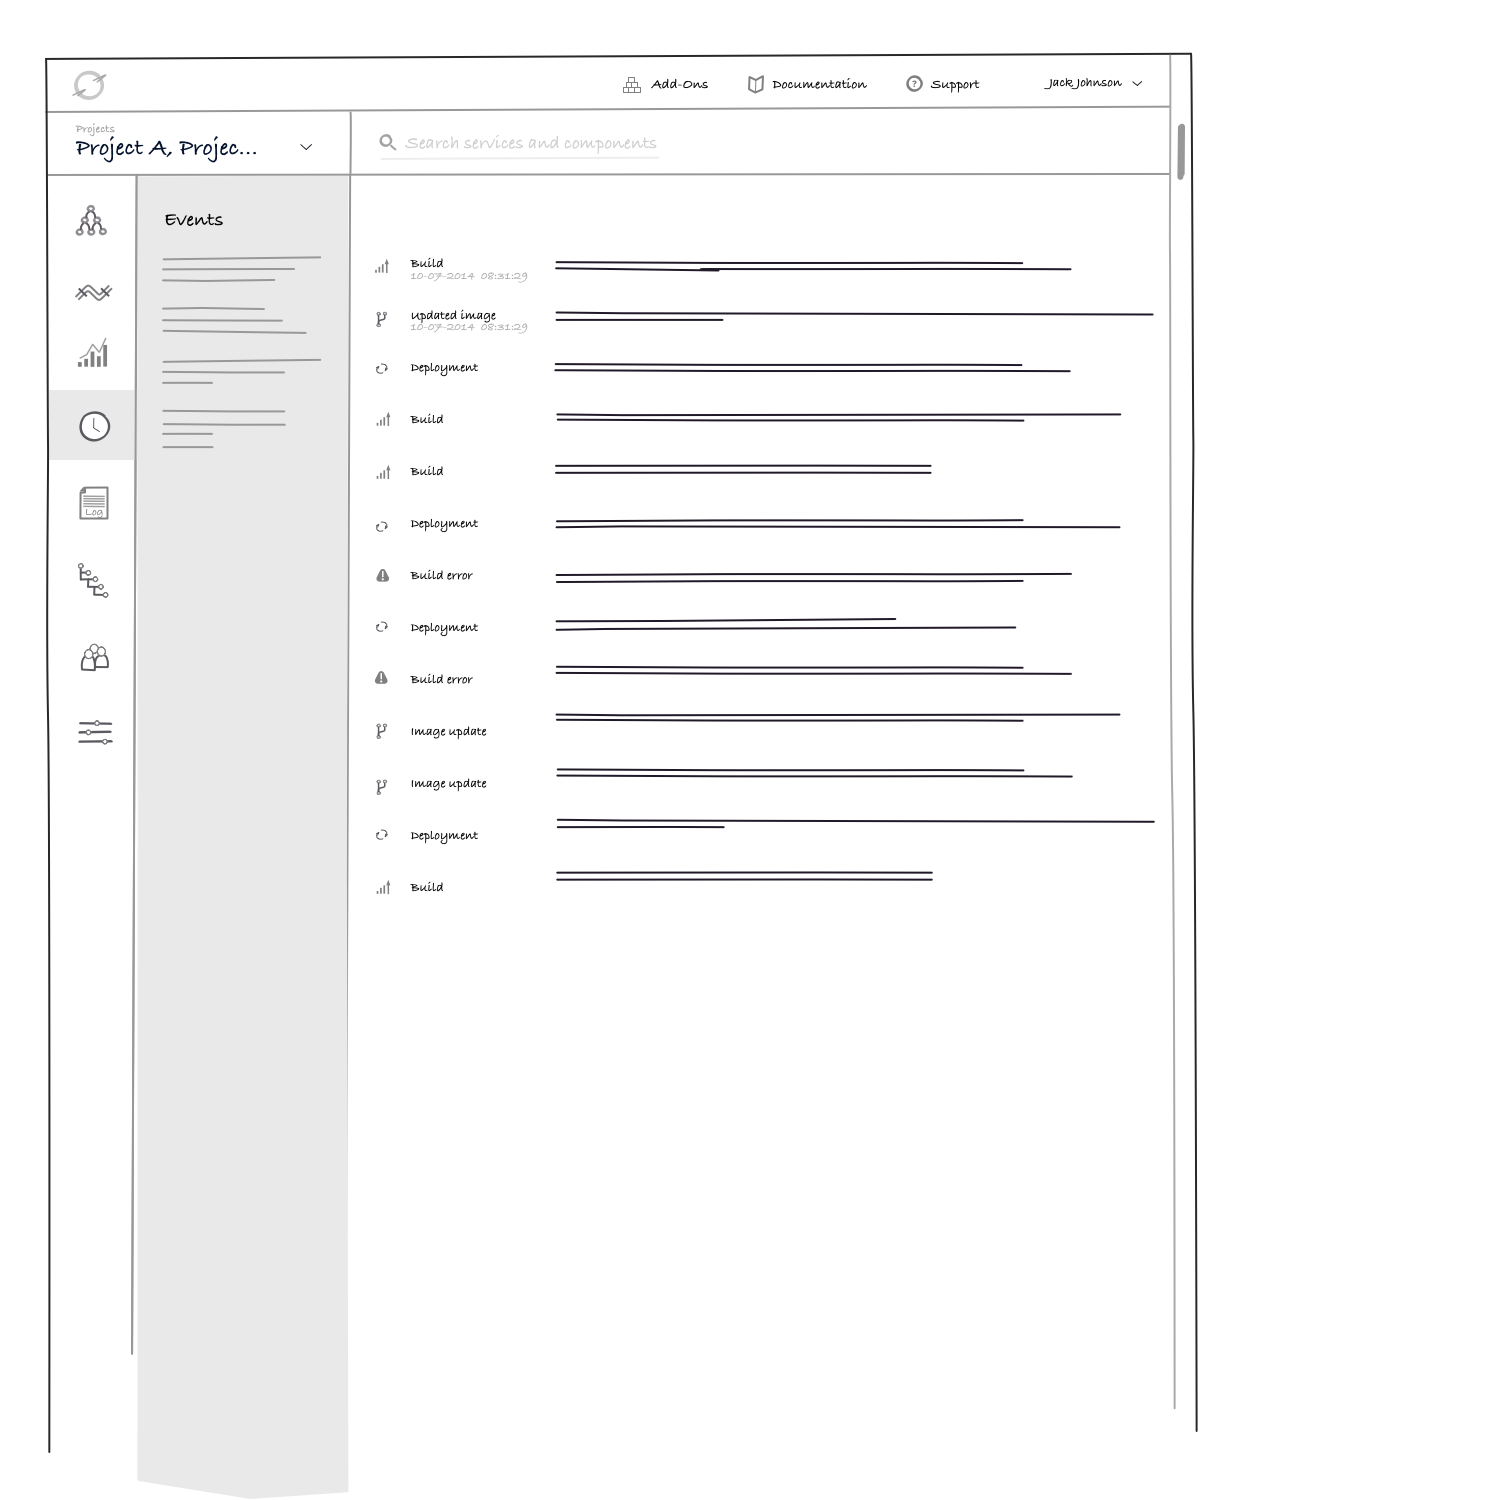 Add-Ons
Documentation
Support
Jack Johnson
Projects
Project A, Projec...
Search services and components
Events
Build
10-07-2014 08:31:29
Updated image
10-07-2014 08:31:29
Deployment
Build
Build
Deployment
Build error
Deployment
Build error
Image update
Image update
Deployment
Build
Log